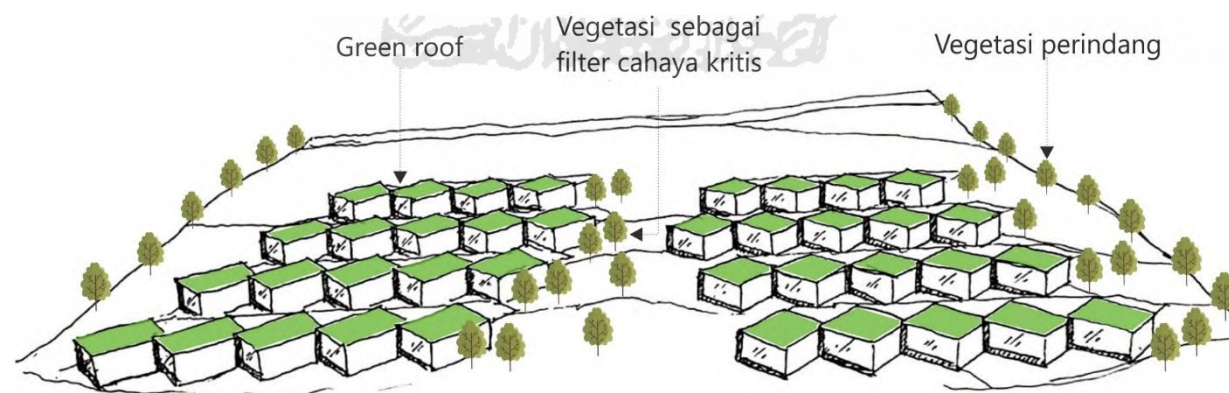 Green roof
Vegetasi sebagai
filter cahaya kritis
Vegetasi perindang